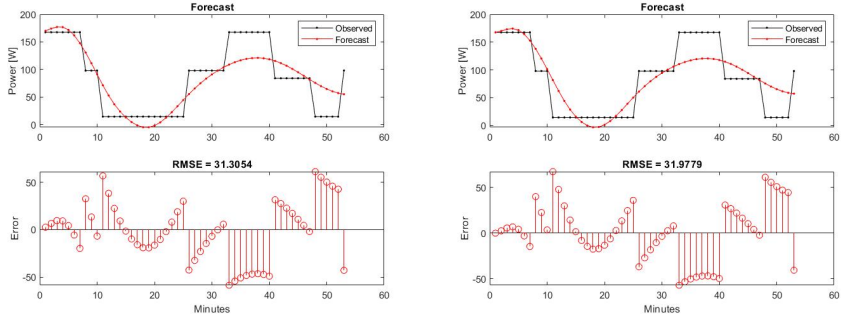 Forecast
Power [W]
200
150
100
50
0
0 10 20 30 40 50 60
Observed
Forecast
RMSE = 31.3054
Error
50
0
-50
0 10 20 30 40 50 60
Minutes
Forecast
Power [W]
200
150
100
50
0
0 10 20 30 40 50 60
Observed
Forecast
RMSE = 31.9779
Error
50
0
-50
0 10 20 30 40 50 60
Minutes